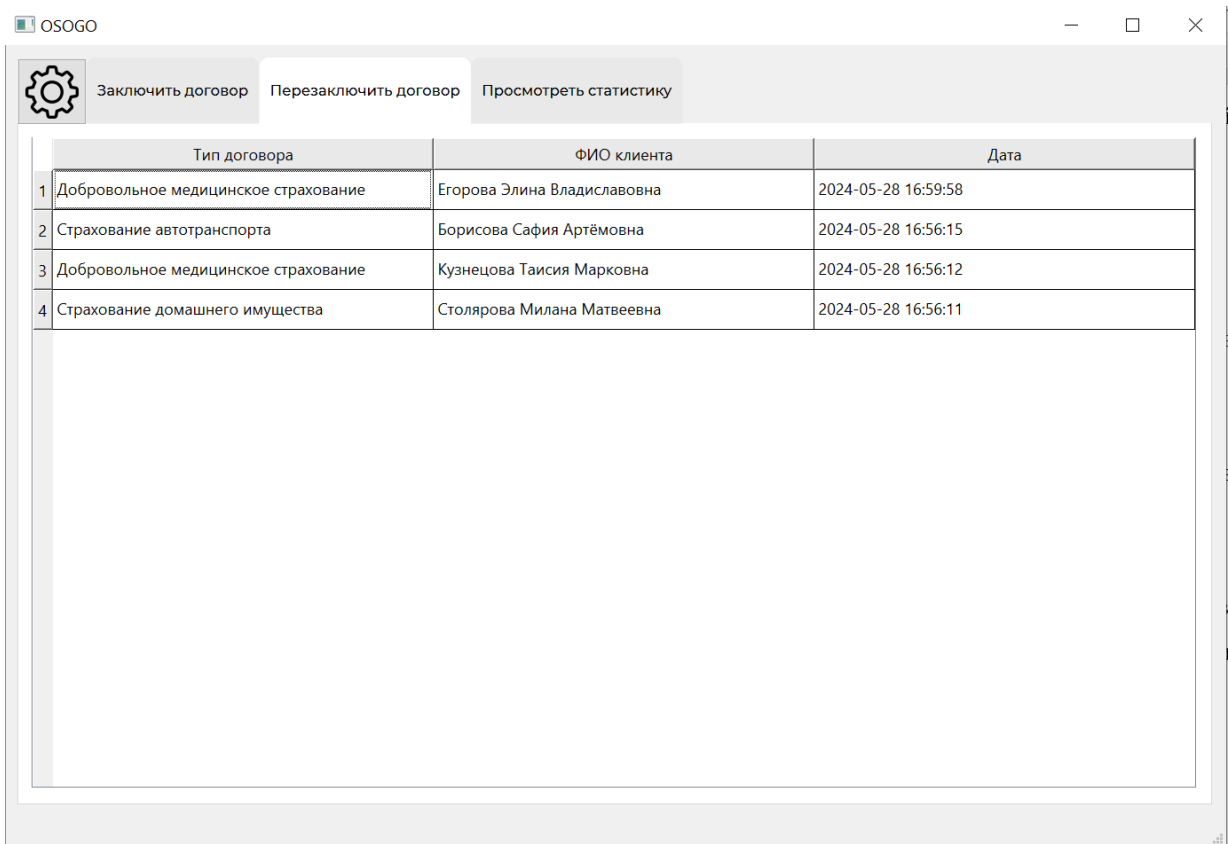 OSOGO
Заключить договор Перезаключить договор Просмотреть статистику
Тип договора ФИО клиента Дата
1 Добровольное медицинское страхование Егорова Элина Владиславовна 2024-05-28 16:59:58
2 Страхование автотранспорта Борисова Сафия Артёмовна 2024-05-28 16:56:15
3 Добровольное медицинское страхование Кузнецова Таисия Марковна 2024-05-28 16:56:12
4 Страхование домашнего имущества Столярова Милана Матвеевна 2024-05-28 16:56:11